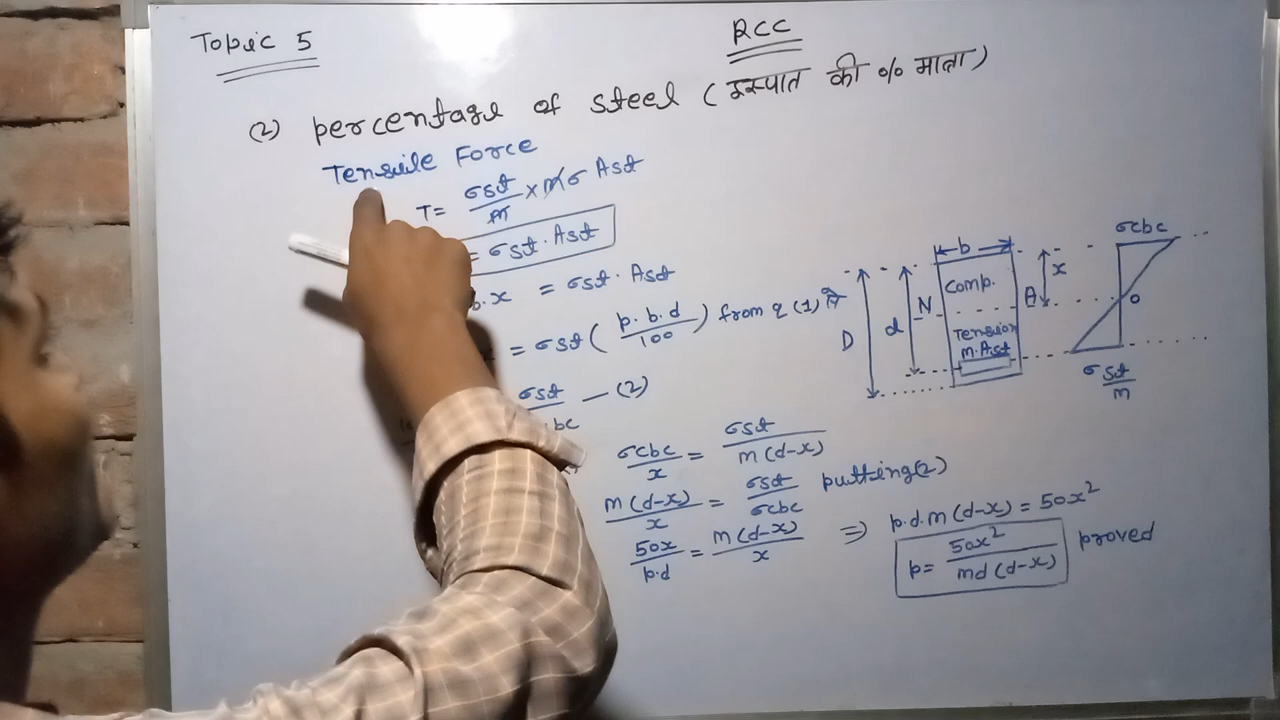 Topic 5
RCC
(2) percentage of steel (इस्पात की % मात्रा)
Tensile Force
T= σst/m × mσ Ast
= σst. Ast
b.x = σst. Ast
= σst ( p.b.d/100 ) from q (1) से
σst — (2)
bc
σcbc/x = σst/m(d-x)
m(d-x)/x = σst/σcbc putting(2)
50x/p.d = m(d-x)/x ⇒ p.d.m(d-x) = 50x²
p= 50x²/md(d-x) proved
b
σcbc
comp.
x
N
A
o
D
d
Tension
m.Ast
σst/m